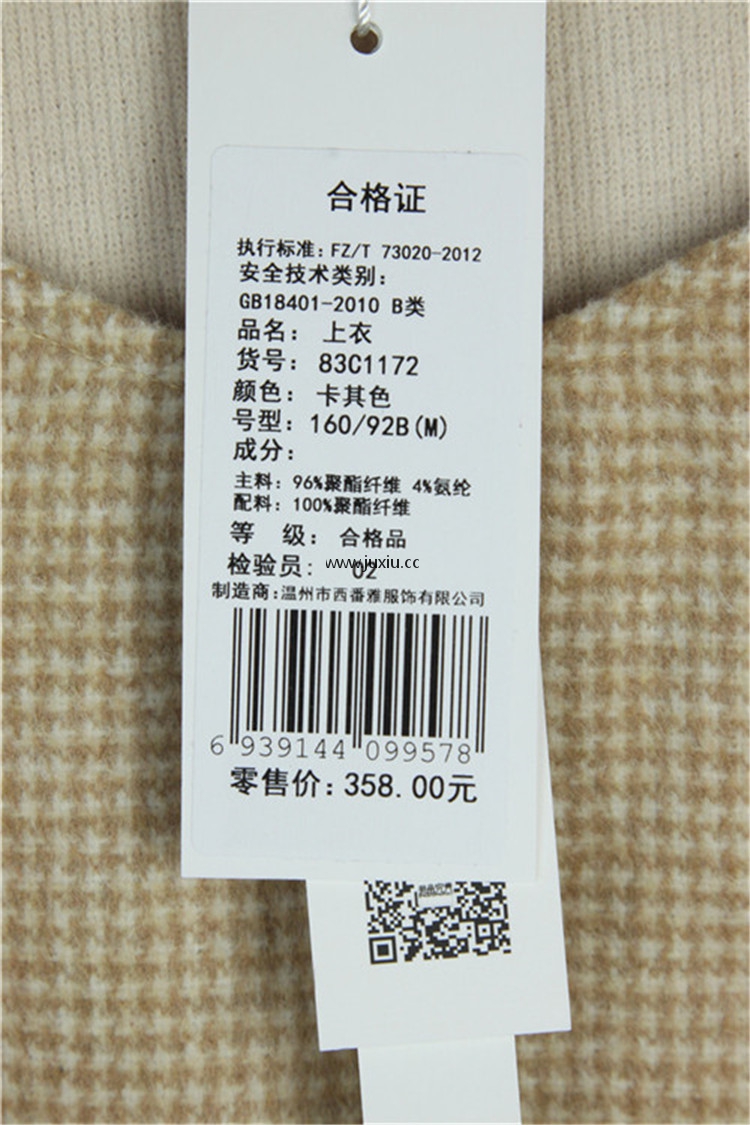 合格证
执行标准: FZ/T 73020-2012
安全技术类别:
GB18401-2010 B类
品名: 上衣
货号: 83C1172
颜色: 卡其色
号型: 160/92B(M)
成分:
主料: 96%聚酯纤维 4%氨纶
配料: 100%聚酯纤维
等 级: 合格品
www.juxiu.cc
检验员: 02
制造商:温州市西番雅服饰有限公司
6 939144 099578
零售价: 358.00元